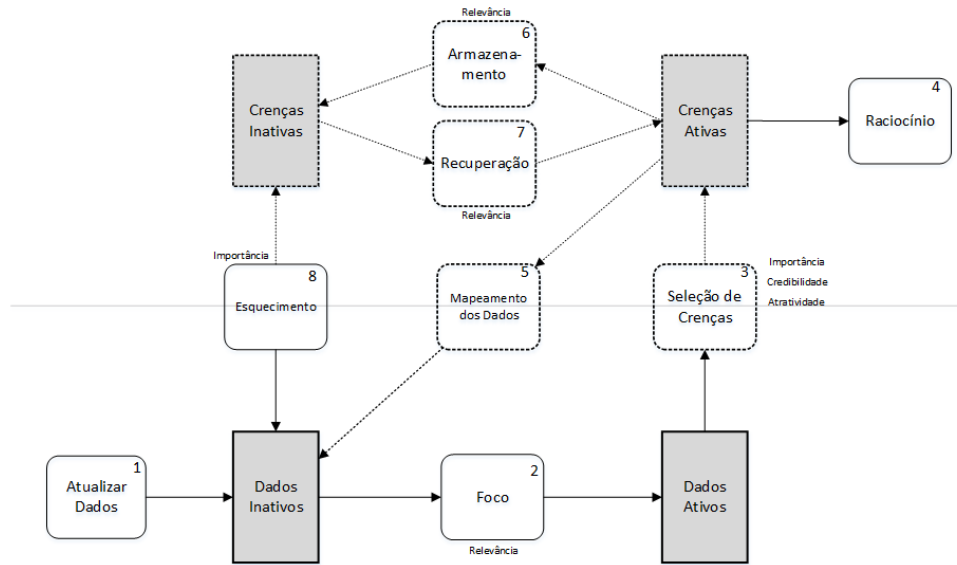 Relevância
6
Armazena-
mento
Crenças
Inativas
Crenças
Ativas
4
Raciocínio
7
Recuperação
Relevância
Importância
8
Esquecimento
5
Mapeamento
dos Dados
3
Seleção de
Crenças
Importância
Credibilidade
Atratividade
1
Atualizar
Dados
Dados
Inativos
2
Foco
Relevância
Dados
Ativos